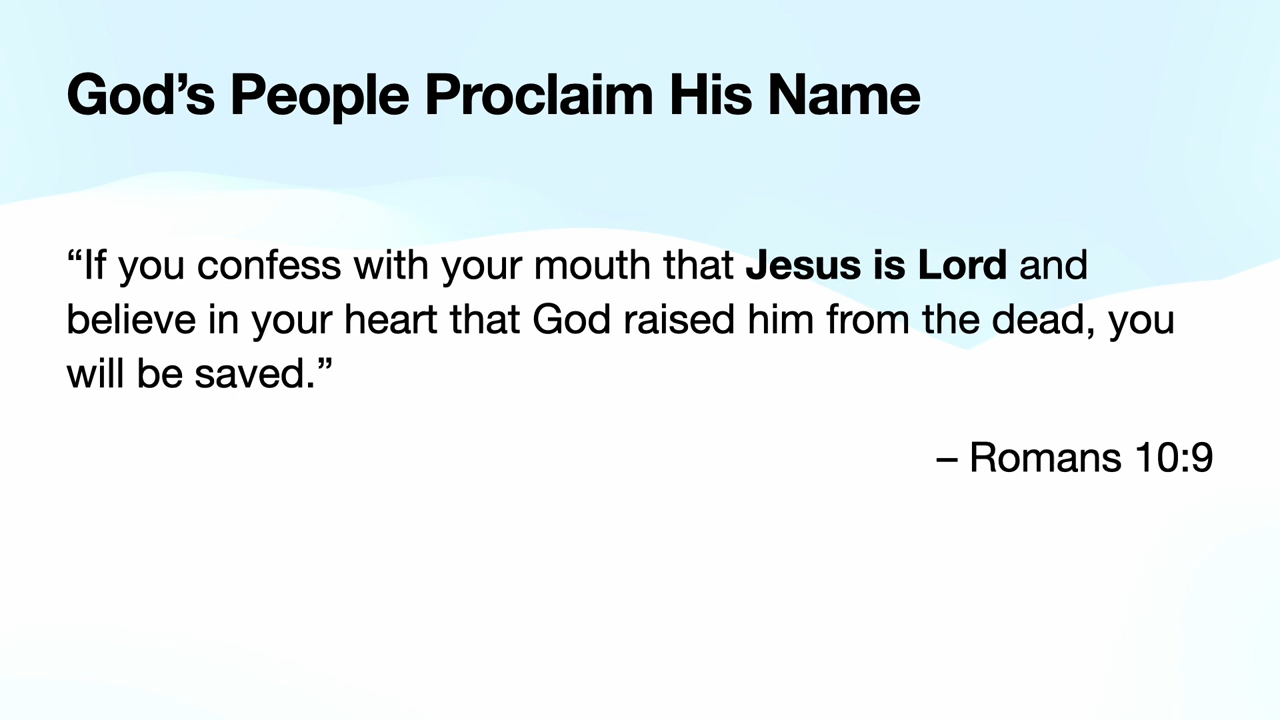 God’s People Proclaim His Name
“If you confess with your mouth that Jesus is Lord and
believe in your heart that God raised him from the dead, you
will be saved.”
– Romans 10:9